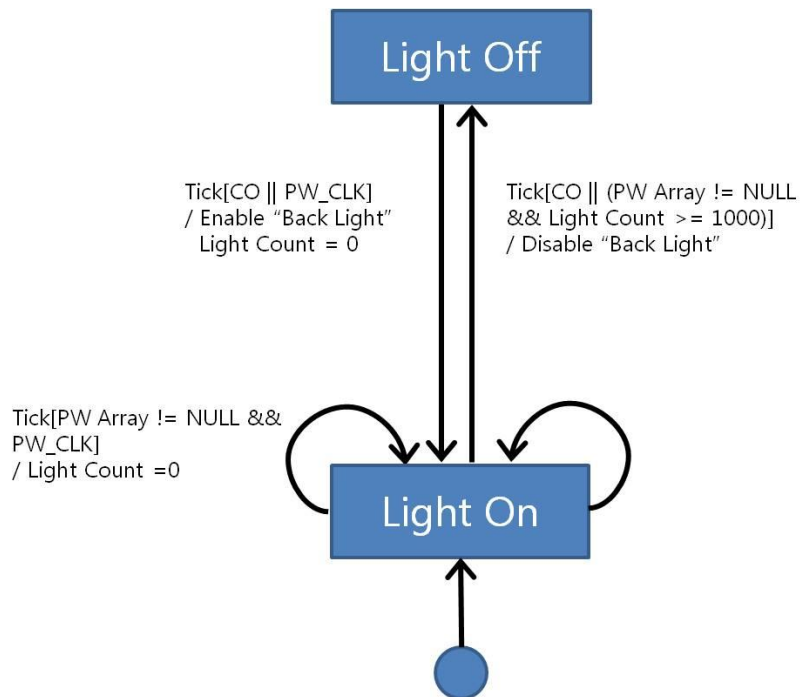 Light Off
Tick[CO || PW_CLK]
/ Enable “Back Light”
Light Count = 0
Tick[CO || (PW Array != NULL
&& Light Count >= 1000)]
/ Disable “Back Light”
Tick[PW Array != NULL &&
PW_CLK]
/ Light Count =0
Light On